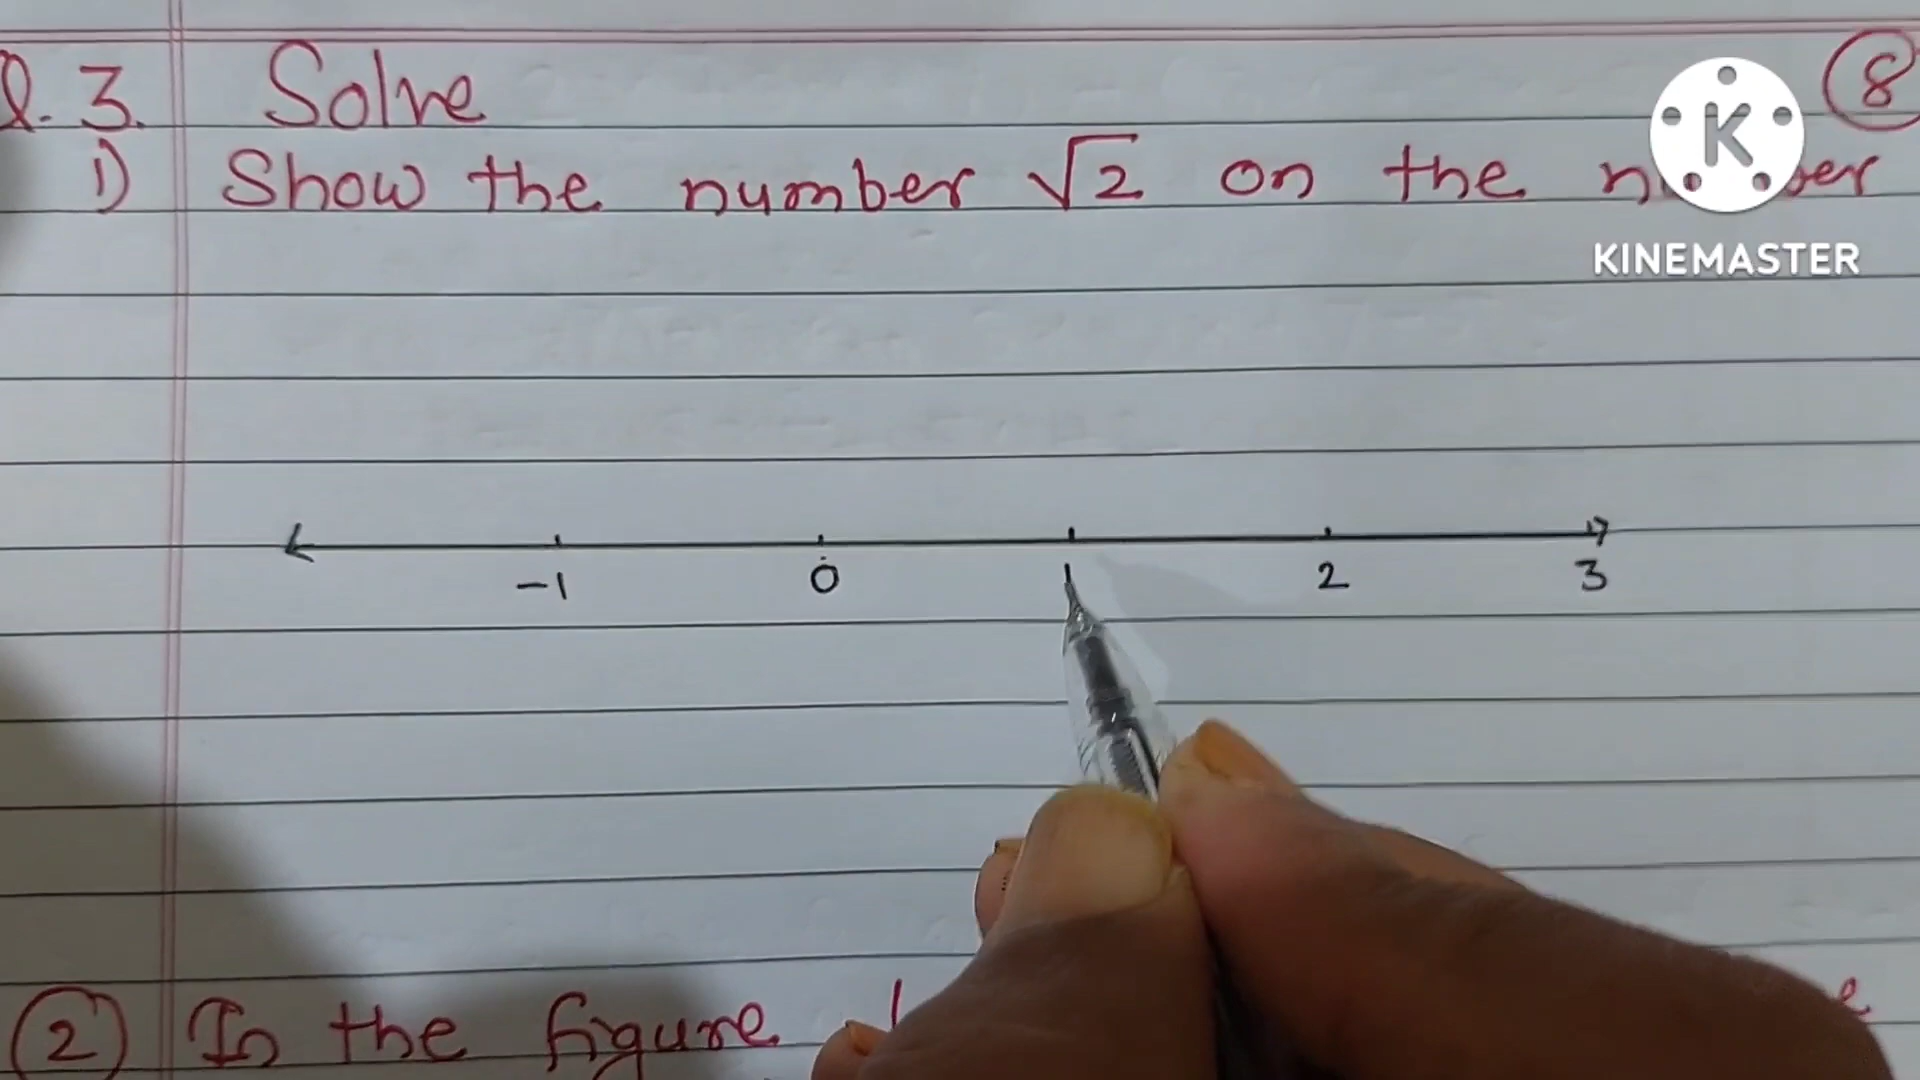 Q. 3. Solve 8
1) Show the number √2 on the
K
KINEMASTER
-1 0 1 2 3
2 In the figure